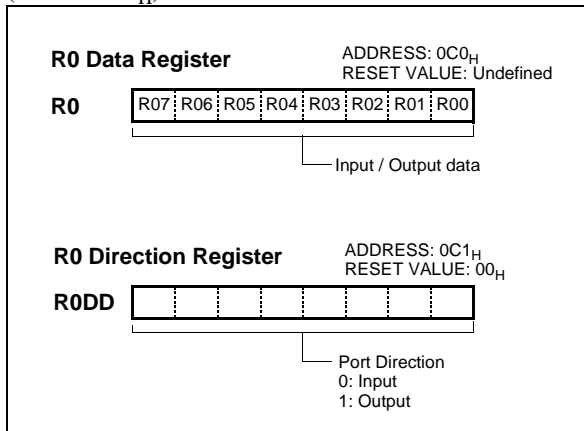 R0 Data Register
ADDRESS: 0C0H
RESET VALUE: Undefined
R0
R07 R06 R05 R04 R03 R02 R01 R00
Input / Output data
R0 Direction Register
ADDRESS: 0C1H
RESET VALUE: 00H
R0DD
Port Direction
0: Input
1: Output